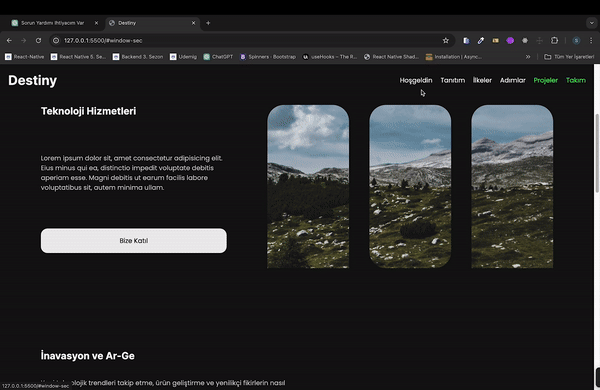 Sorun Yardımı İhtiyacım Var
Destiny
127.0.0.1:5500/#window-sec
React-Native
React Native S. Se...
Backend 3. Sezon
Udemig
ChatGPT
Spinners · Bootstrap
useHooks – The R...
React Native Shad...
Installation | Async...
Tüm Yer İşaretleri
Destiny
Hoşgeldin Tanıtım İlkeler Adımlar Projeler Takım
Teknoloji Hizmetleri
Lorem ipsum dolor sit, amet consectetur adipisicing elit.
Eius minus qui ea, distinctio impedit voluptate debitis
aperiam esse. Magni debitis ut earum facilis labore
voluptatibus sit, autem minima ullam.
Bize Katıl
İnavasyon ve Ar-Ge
olojik trendleri takip etme, ürün geliştirme ve yenilikçi fikirlerin nasıl
127.0.0.1:5500/#window-sec